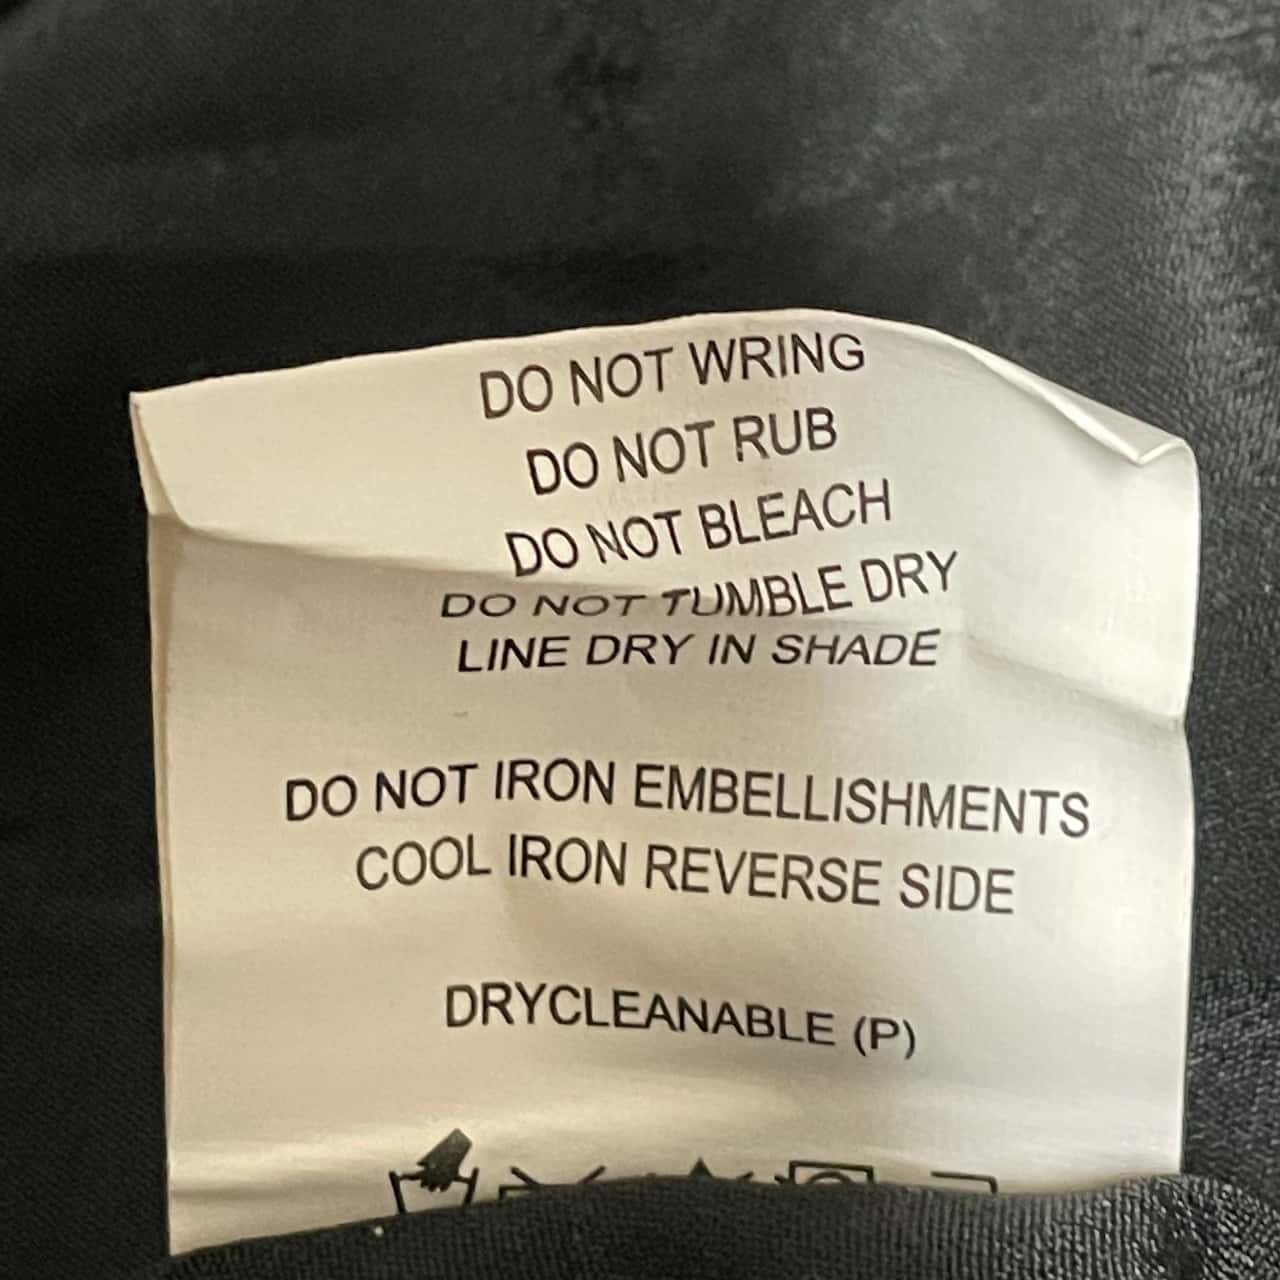 DO NOT WRING
DO NOT RUB
DO NOT BLEACH
DO NOT TUMBLE DRY
LINE DRY IN SHADE
DO NOT IRON EMBELLISHMENTS
COOL IRON REVERSE SIDE
DRYCLEANABLE (P)